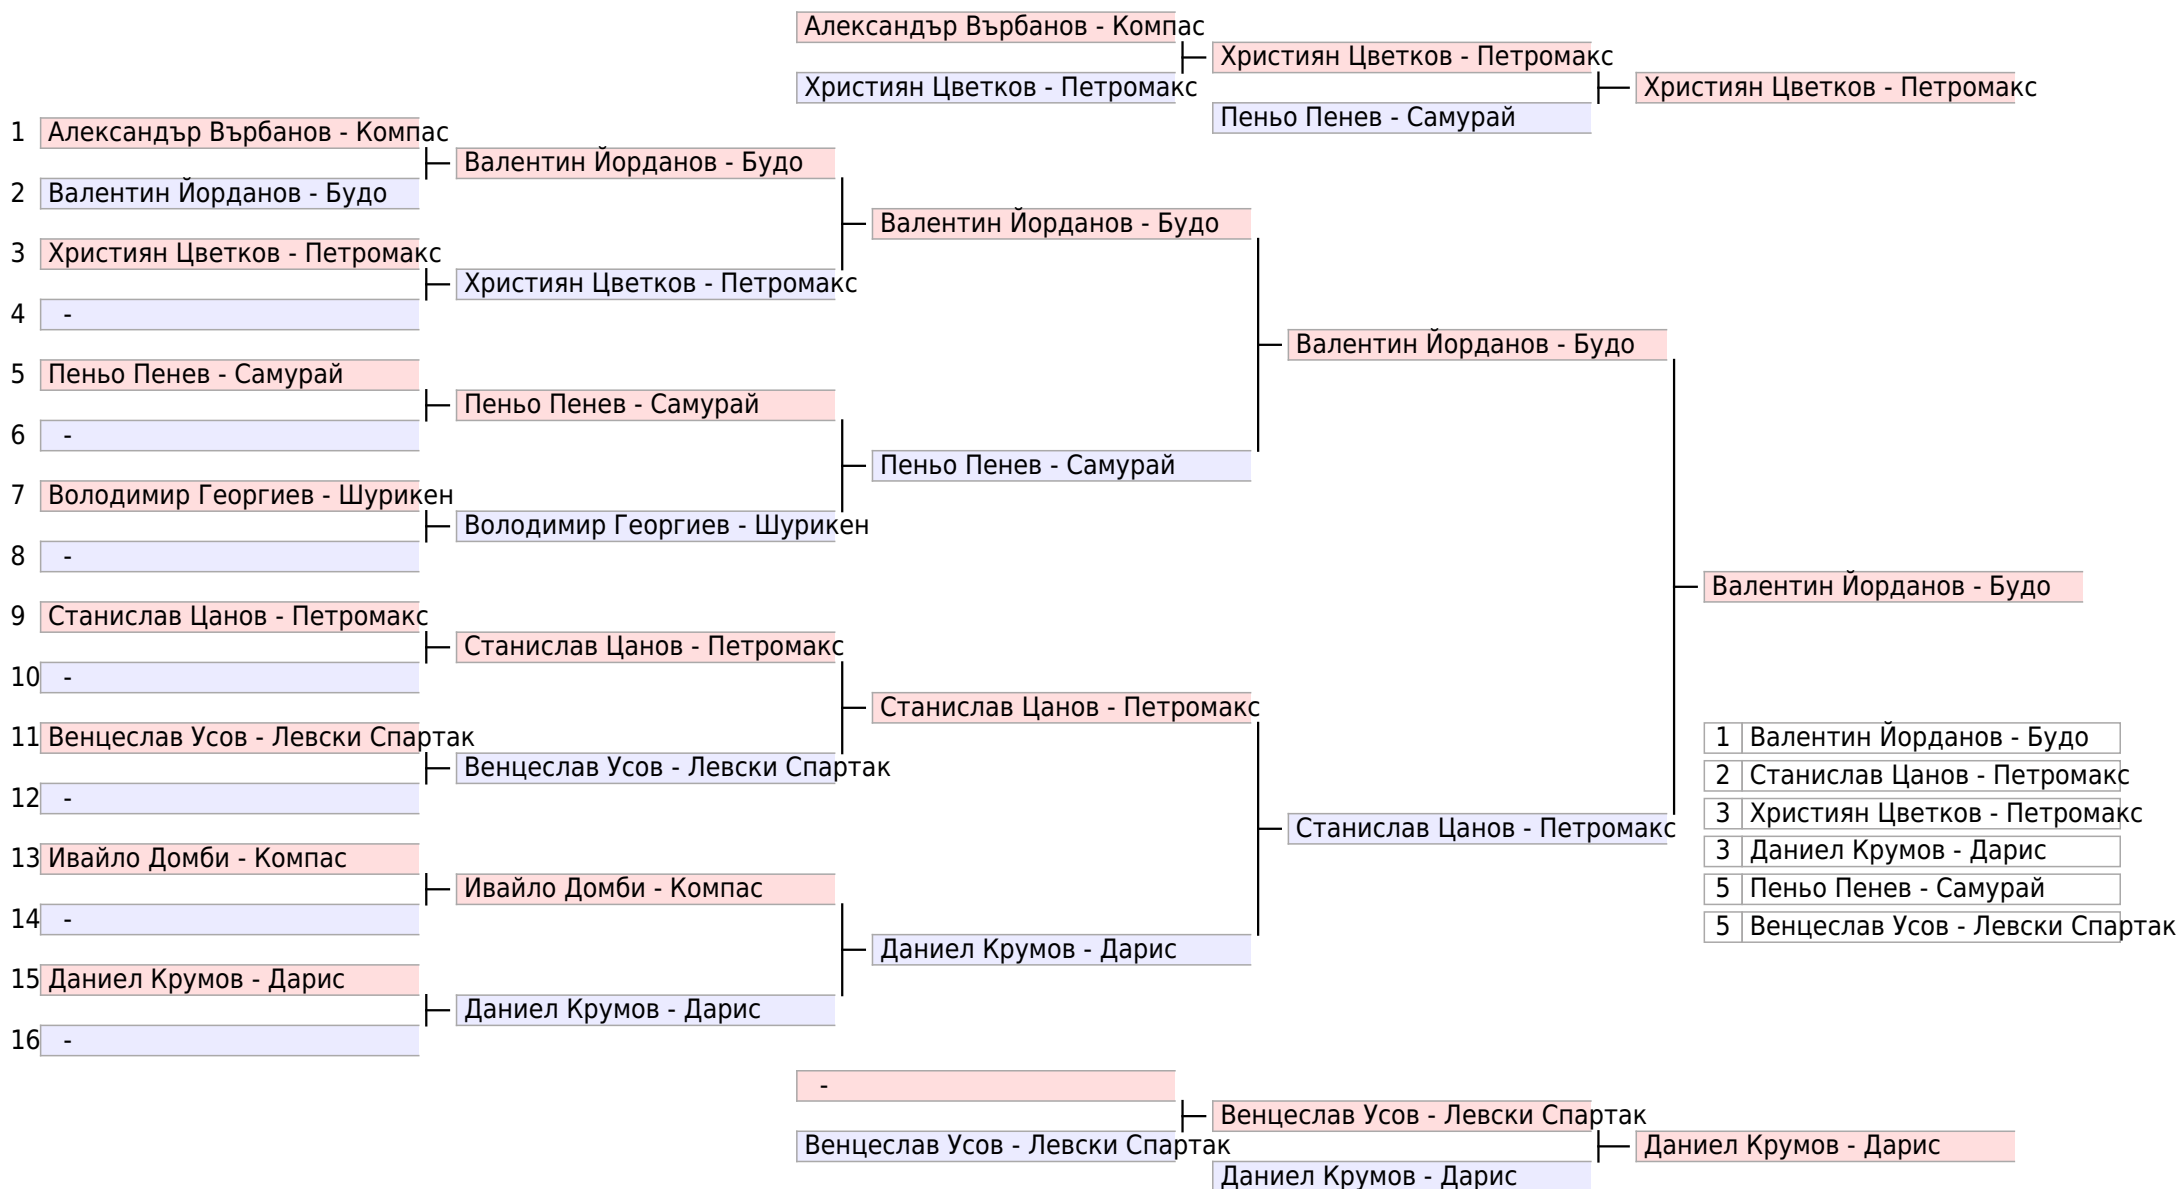 Александър Върбанов - Компас
Християн Цветков - Петромакс
Християн Цветков - Петромакс
Християн Цветков - Петромакс
Пеньо Пенев - Самурай
1 Александър Върбанов - Компас
Валентин Йорданов - Будо
2 Валентин Йорданов - Будо
Валентин Йорданов - Будо
3 Християн Цветков - Петромакс
Християн Цветков - Петромакс
4 -
Валентин Йорданов - Будо
5 Пеньо Пенев - Самурай
Пеньо Пенев - Самурай
6 -
Пеньо Пенев - Самурай
7 Володимир Георгиев - Шурикен
Володимир Георгиев - Шурикен
8 -
Валентин Йорданов - Будо
9 Станислав Цанов - Петромакс
Станислав Цанов - Петромакс
10 -
Станислав Цанов - Петромакс
11 Венцеслав Усов - Левски Спартак
Венцеслав Усов - Левски Спартак
12 -
Станислав Цанов - Петромакс
13 Ивайло Домби - Компас
Ивайло Домби - Компас
14 -
Даниел Крумов - Дарис
15 Даниел Крумов - Дарис
Даниел Крумов - Дарис
16 -
1 Валентин Йорданов - Будо
2 Станислав Цанов - Петромакс
3 Християн Цветков - Петромакс
3 Даниел Крумов - Дарис
5 Пеньо Пенев - Самурай
5 Венцеслав Усов - Левски Спартак
-
Венцеслав Усов - Левски Спартак
Венцеслав Усов - Левски Спартак
Даниел Крумов - Дарис
Даниел Крумов - Дарис